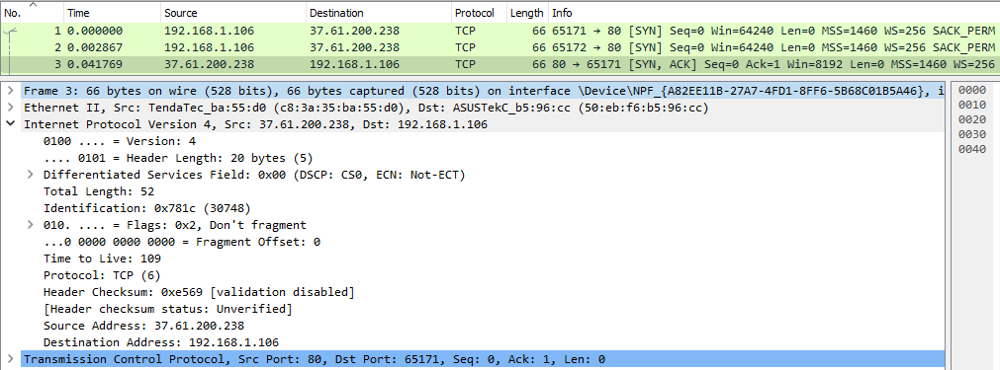 No. Time Source Destination Protocol Length Info
1 0.000000 192.168.1.106 37.61.200.238 TCP 66 65171 → 80 [SYN] Seq=0 Win=64240 Len=0 MSS=1460 WS=256 SACK_PERM
2 0.002867 192.168.1.106 37.61.200.238 TCP 66 65172 → 80 [SYN] Seq=0 Win=64240 Len=0 MSS=1460 WS=256 SACK_PERM
3 0.041769 37.61.200.238 192.168.1.106 TCP 66 80 → 65171 [SYN, ACK] Seq=0 Ack=1 Win=8192 Len=0 MSS=1460 WS=256
Frame 3: 66 bytes on wire (528 bits), 66 bytes captured (528 bits) on interface \Device\NPF_{A82EE11B-27A7-4FD1-8FF6-5B68C01B5A46}, i
Ethernet II, Src: TendaTec_ba:55:d0 (c8:3a:35:ba:55:d0), Dst: ASUSTekC_b5:96:cc (50:eb:f6:b5:96:cc)
Internet Protocol Version 4, Src: 37.61.200.238, Dst: 192.168.1.106
0100 .... = Version: 4
.... 0101 = Header Length: 20 bytes (5)
Differentiated Services Field: 0x00 (DSCP: CS0, ECN: Not-ECT)
Total Length: 52
Identification: 0x781c (30748)
010. .... = Flags: 0x2, Don't fragment
...0 0000 0000 0000 = Fragment Offset: 0
Time to Live: 109
Protocol: TCP (6)
Header Checksum: 0xe569 [validation disabled]
[Header checksum status: Unverified]
Source Address: 37.61.200.238
Destination Address: 192.168.1.106
Transmission Control Protocol, Src Port: 80, Dst Port: 65171, Seq: 0, Ack: 1, Len: 0
0000
0010
0020
0030
0040